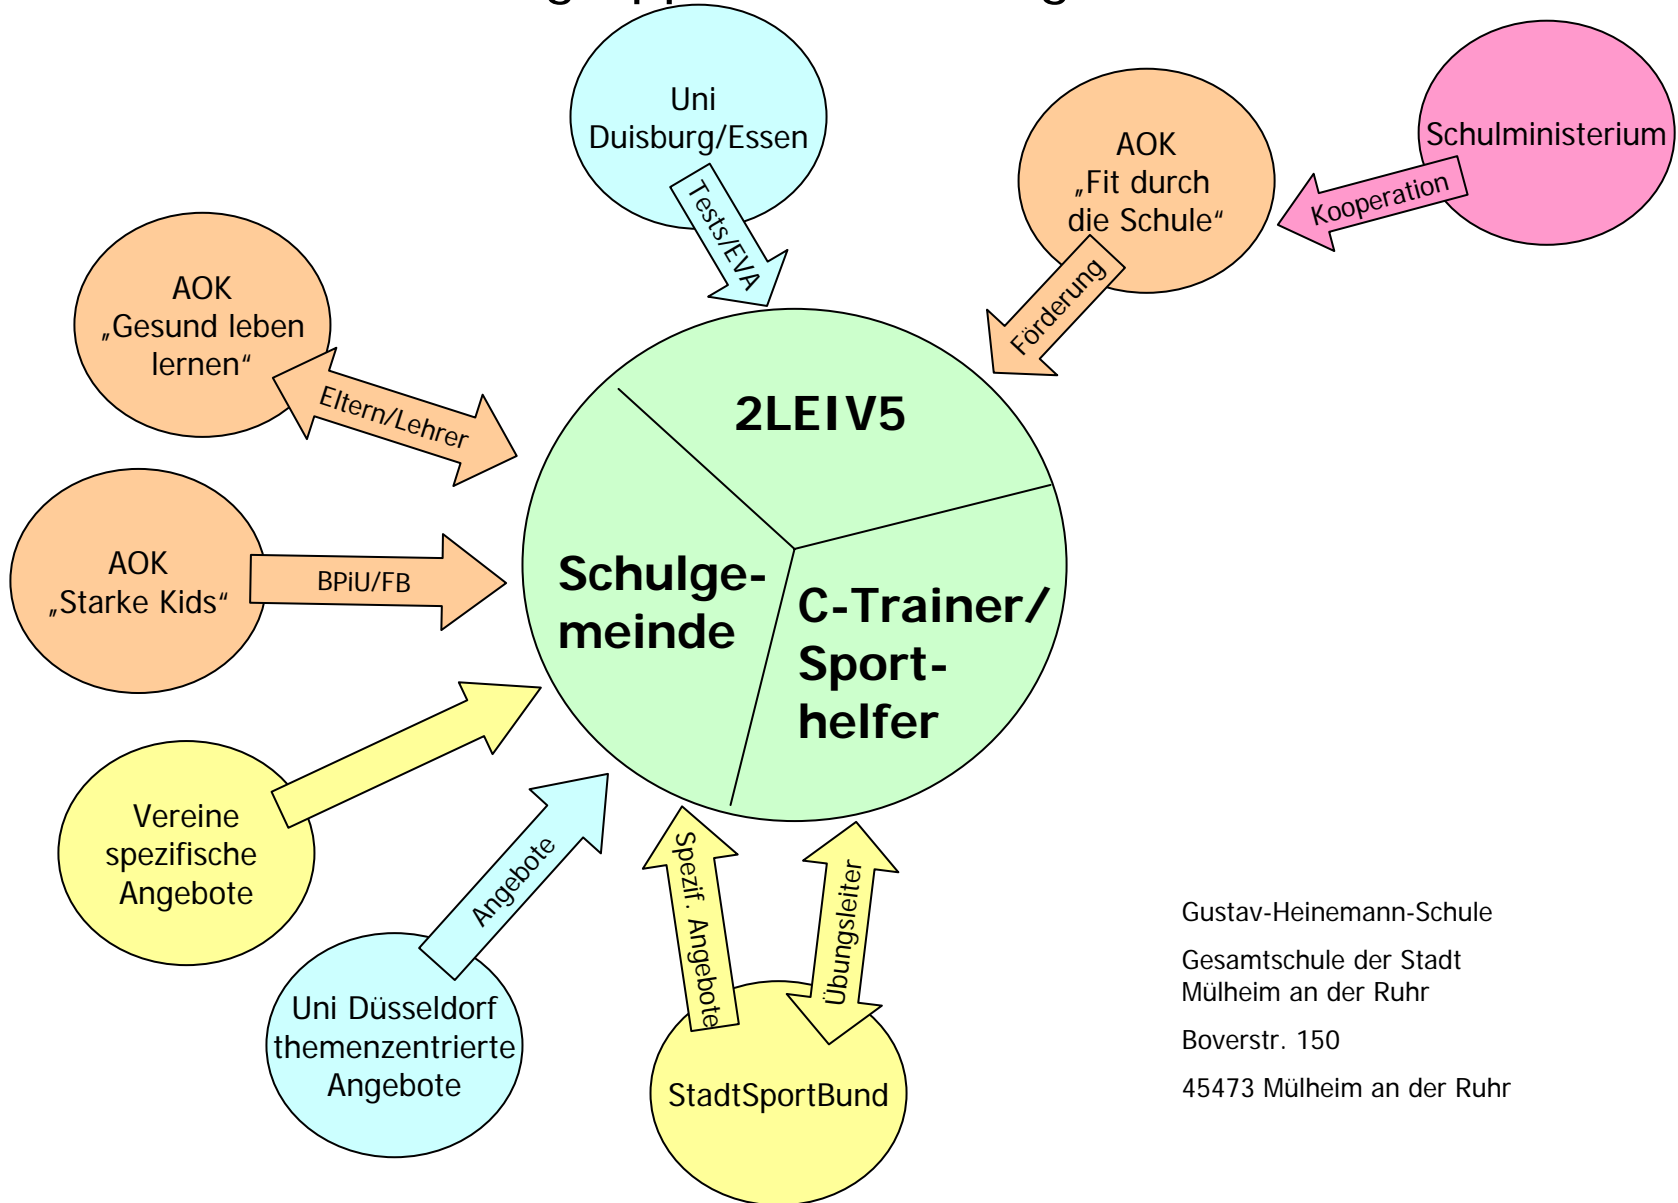 Uni
Duisburg/Essen
Tests/EVA
AOK
„Fit durch
die Schule“
Förderung
Schulministerium
Kooperation
AOK
„Gesund leben
lernen“
Eltern/Lehrer
2LEIV5
AOK
„Starke Kids“
BPiU/FB
Schulge-
meinde
C-Trainer/
Sport-
helfer
Vereine
spezifische
Angebote
Angebote
Uni Düsseldorf
themenzentrierte
Angebote
Spezif. Angebote
Übungsleiter
StadtSportBund
Gustav-Heinemann-Schule
Gesamtschule der Stadt
Mülheim an der Ruhr
Boverstr. 150
45473 Mülheim an der Ruhr